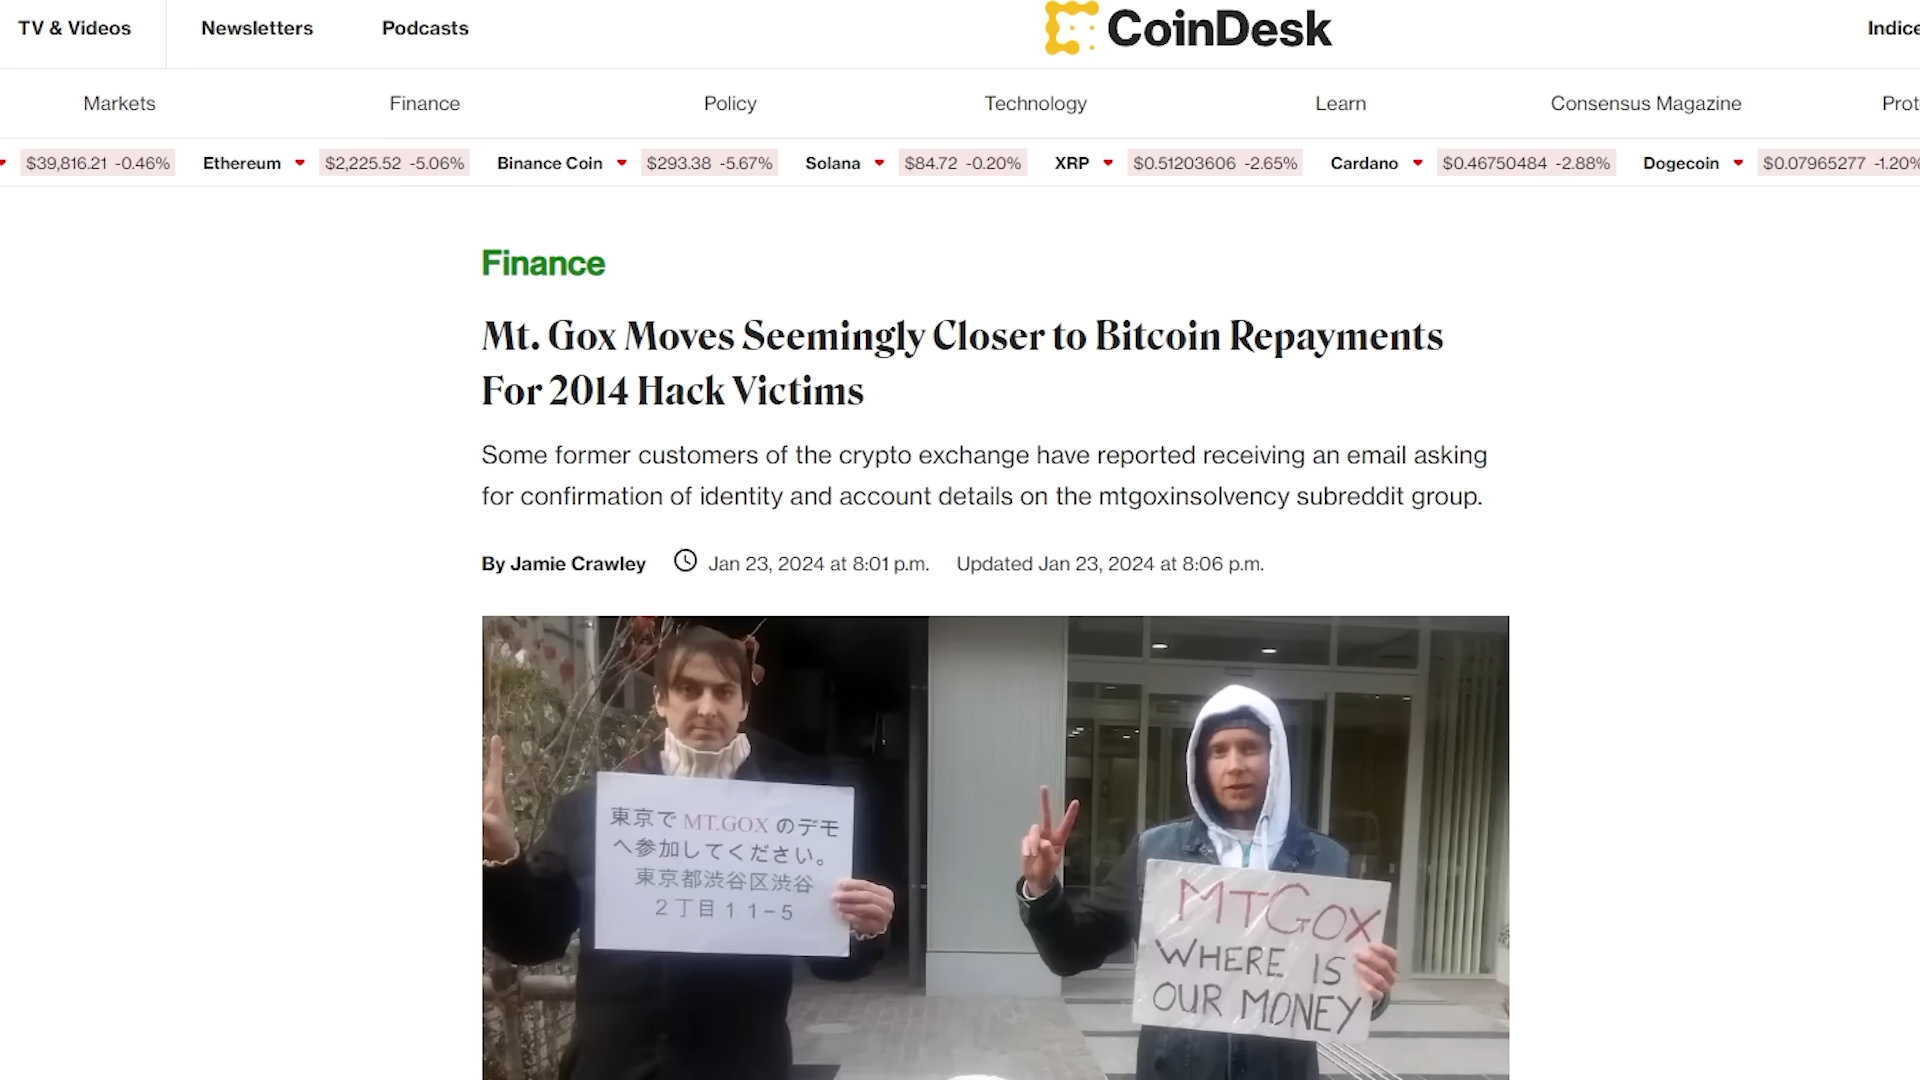 TV & Videos Newsletters Podcasts CoinDesk Indice
Markets Finance Policy Technology Learn Consensus Magazine Prot
$39,816.21 -0.46% Ethereum $2,225.52 -5.06% Binance Coin $293.38 -5.67% Solana $84.72 -0.20% XRP $0.51203606 -2.65% Cardano $0.46750484 -2.88% Dogecoin $0.07965277 -1.20%
Finance
Mt. Gox Moves Seemingly Closer to Bitcoin Repayments
For 2014 Hack Victims
Some former customers of the crypto exchange have reported receiving an email asking
for confirmation of identity and account details on the mtgoxinsolvency subreddit group.
By Jamie Crawley Jan 23, 2024 at 8:01 p.m. Updated Jan 23, 2024 at 8:06 p.m.
東京で MT.GOX のデモ
へ参加してください。
東京都渋谷区渋谷
2丁目11-5
MTGOX
WHERE IS
OUR MONEY